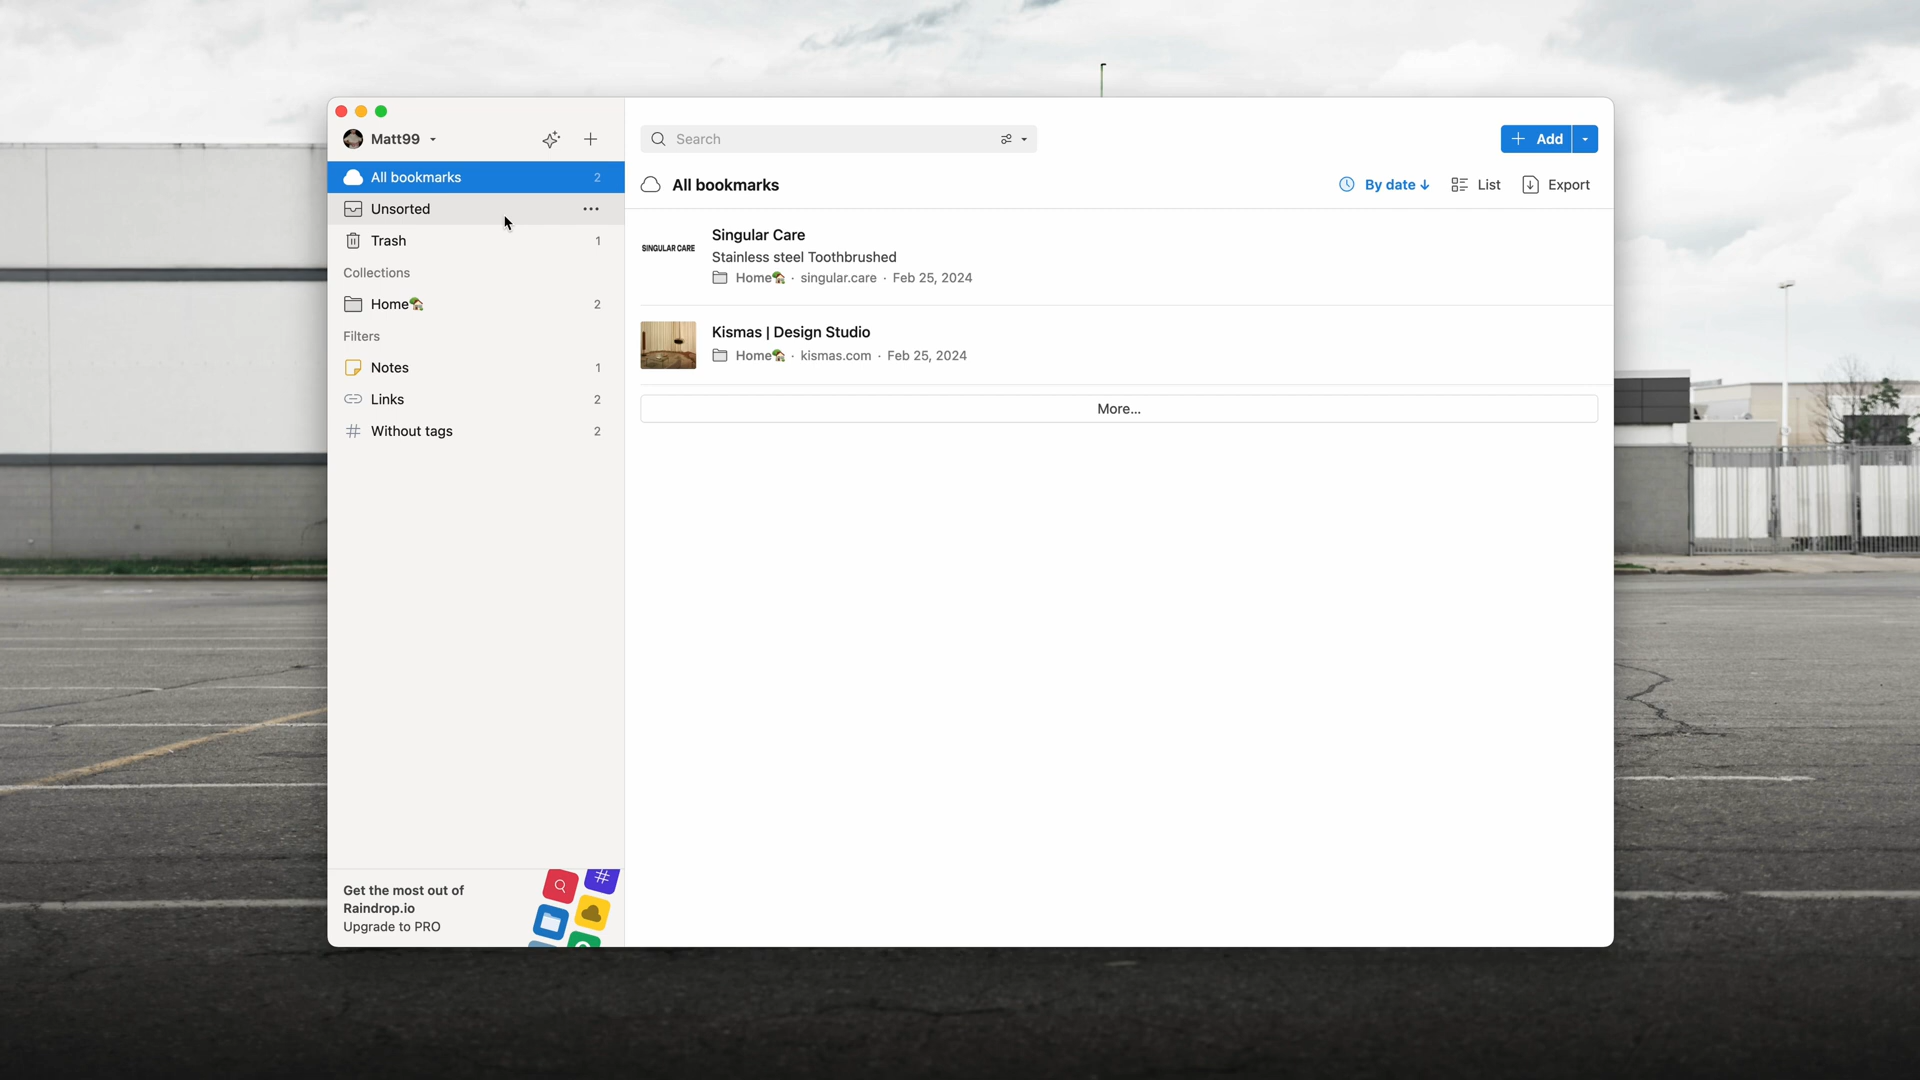 Matt99
All bookmarks 2
Unsorted
Trash 1
Collections
Home🏡 2
Filters
Notes 1
Links 2
# Without tags 2
Get the most out of
Raindrop.io
Upgrade to PRO
Search
+ Add
All bookmarks
By date ↓ List Export
SINGULAR CARE
Singular Care
Stainless steel Toothbrushed
Home🏡 · singular.care · Feb 25, 2024
Kismas | Design Studio
Home🏡 · kismas.com · Feb 25, 2024
More...